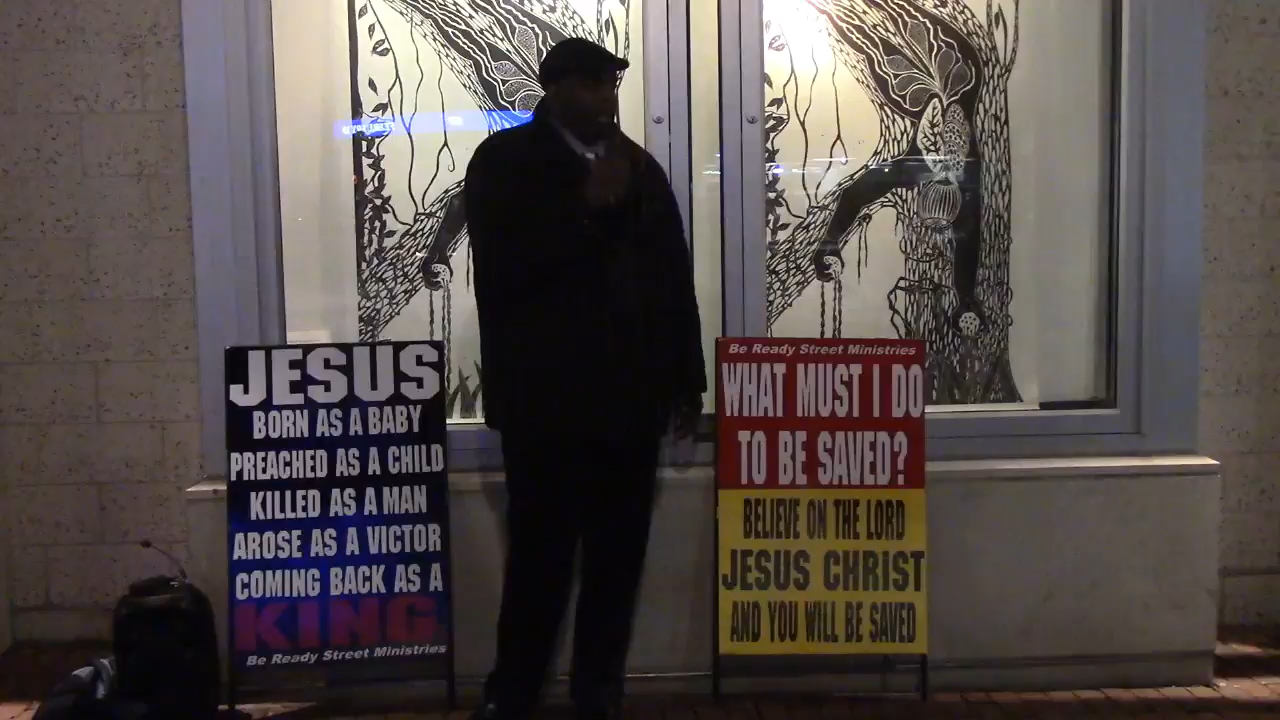 JESUS
BORN AS A BABY
PREACHED AS A CHILD
KILLED AS A MAN
AROSE AS A VICTOR
COMING BACK AS A
KING
Be Ready Street Ministries
Be Ready Street Ministries
WHAT MUST I DO
TO BE SAVED?
BELIEVE ON THE LORD
JESUS CHRIST
AND YOU WILL BE SAVED